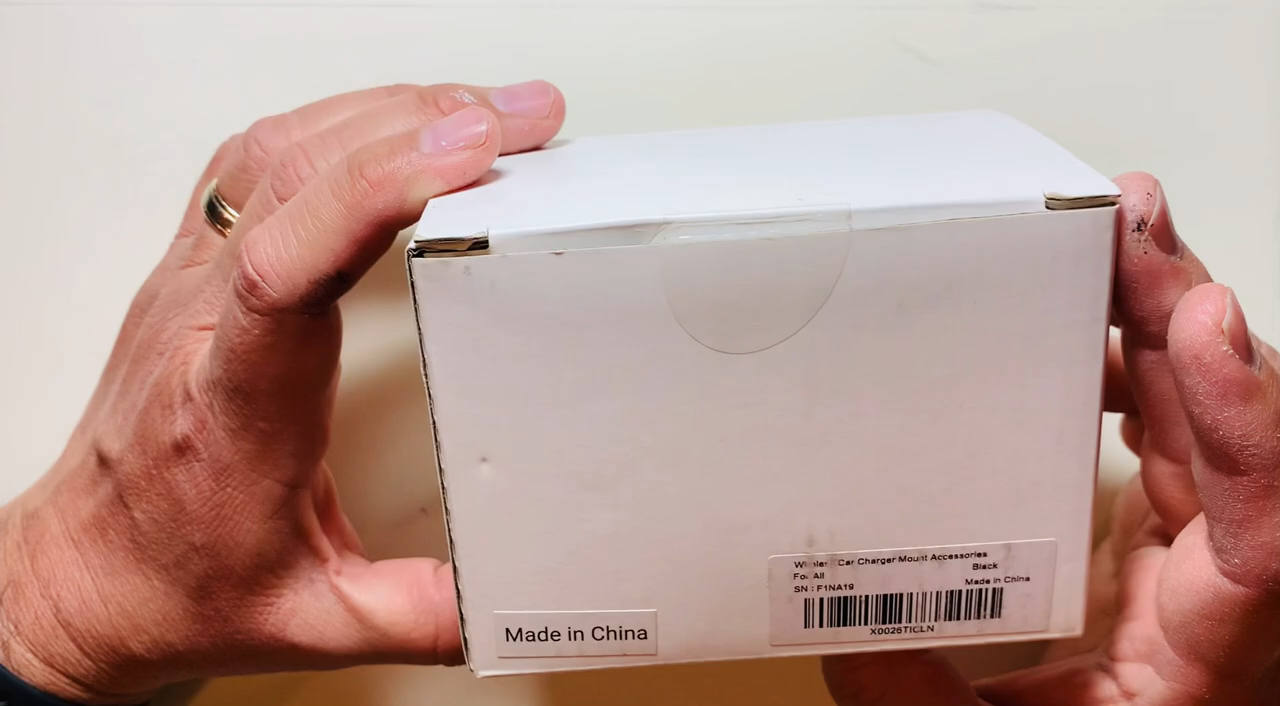 Car Charger Mount Accessories
For All Black
SN : F1NA19 Made in China
X0026TICLN
Made in China